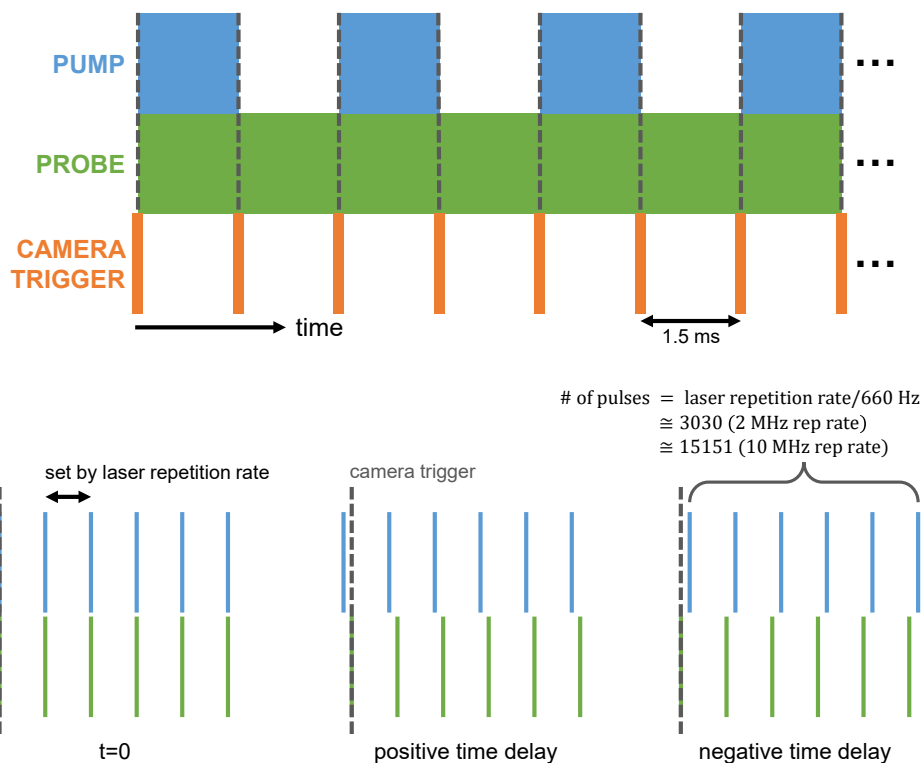 PUMP
...
PROBE
...
CAMERA
TRIGGER
...
time
1.5 ms
# of pulses = laser repetition rate/660 Hz
≅ 3030 (2 MHz rep rate)
≅ 15151 (10 MHz rep rate)
set by laser repetition rate
camera trigger
t=0
positive time delay
negative time delay